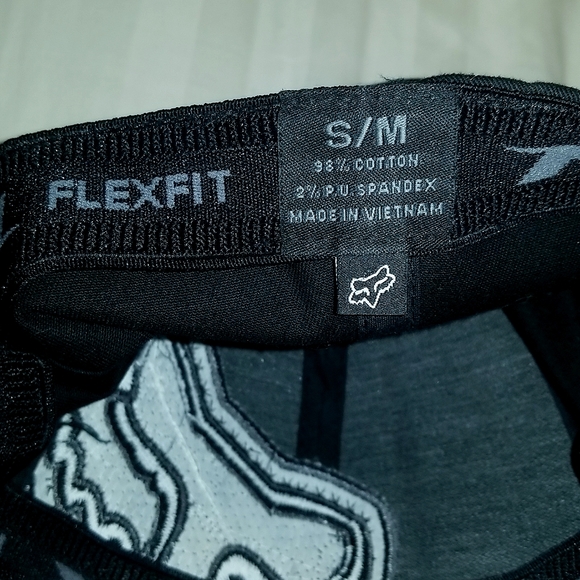 FLEXFIT
S/M
98% COTTON
2% P.U. SPANDEX
MADE IN VIETNAM